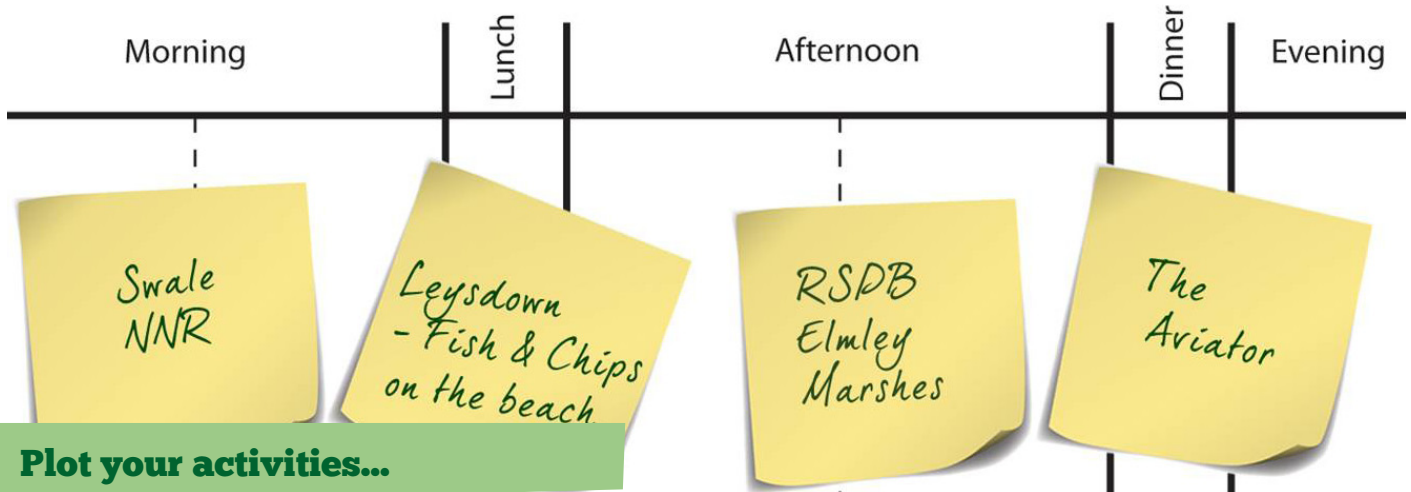 Morning
Lunch
Afternoon
Dinner
Evening
Swale
NNR
Leysdown
- Fish & Chips
on the beach
RSPB
Elmley
Marshes
The
Aviator
Plot your activities...